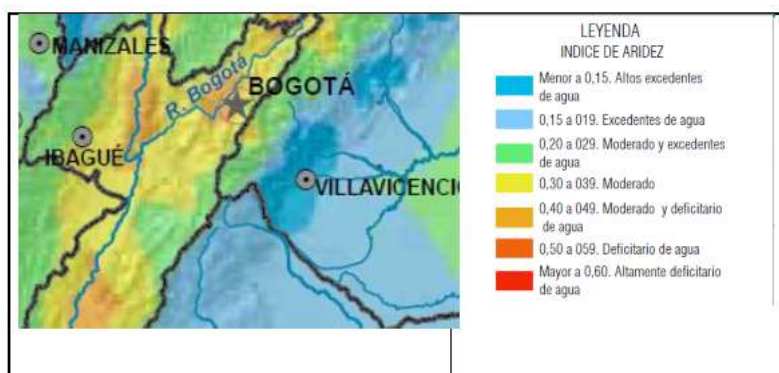 MANIZALES
R. Bogotá
BOGOTÁ
IBAGUÉ
VILLAVICENCIO
LEYENDA
INDICE DE ARIDEZ
Menor a 0,15. Altos excedentes
de agua
0,15 a 019. Excedentes de agua
0,20 a 029. Moderado y excedentes
de agua
0,30 a 039. Moderado
0,40 a 049. Moderado y deficitario
de agua
0,50 a 059. Deficitario de agua
Mayor a 0,60. Altamente deficitario
de agua